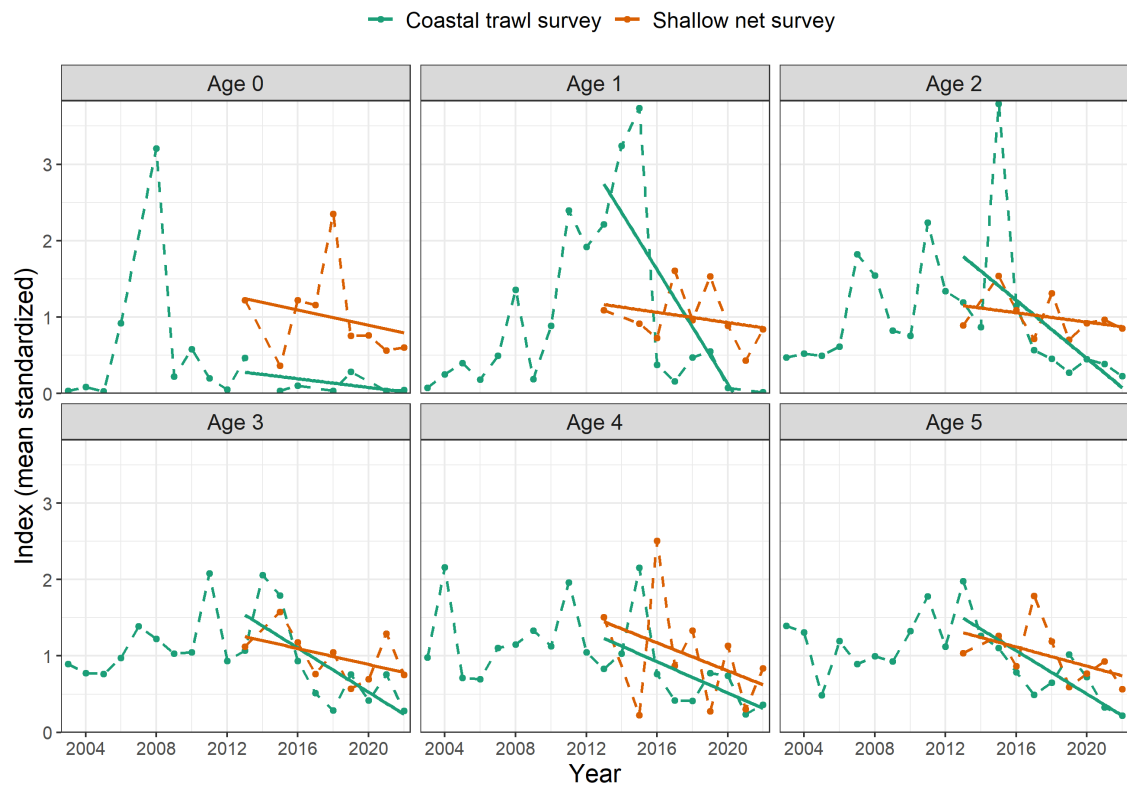 Coastal trawl survey Shallow net survey
Age 0 Age 1 Age 2
3
2
1
0
Age 3 Age 4 Age 5
3
2
1
0
2004 2008 2012 2016 2020 2004 2008 2012 2016 2020 2004 2008 2012 2016 2020
Year
Index (mean standardized)